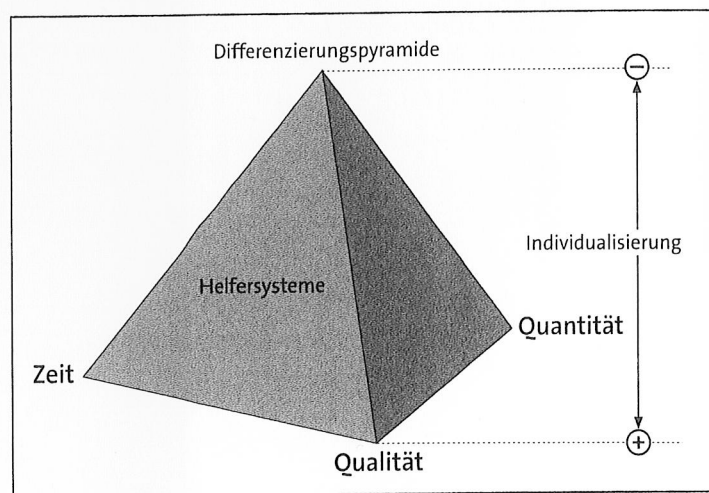 Differenzierungspyramide
−
Individualisierung
Helfersysteme
Quantität
Zeit
+
Qualität